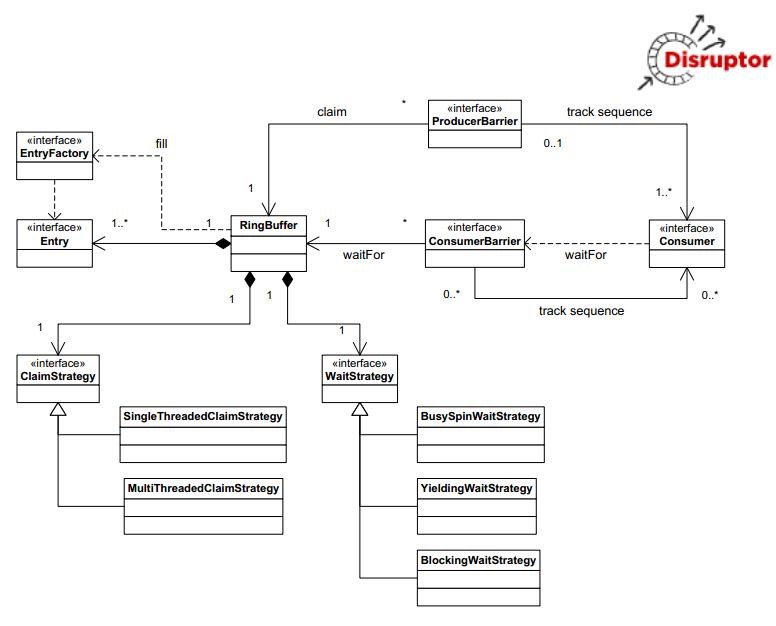 Disruptor
claim
*
«interface»
ProducerBarrier
track sequence
0..1
«interface»
EntryFactory
fill
1
1..*
«interface»
Entry
1..*
1
RingBuffer
1
*
waitFor
«interface»
ConsumerBarrier
waitFor
«interface»
Consumer
0..*
track sequence
0..*
1
1
1
1
«interface»
ClaimStrategy
«interface»
WaitStrategy
SingleThreadedClaimStrategy
BusySpinWaitStrategy
MultiThreadedClaimStrategy
YieldingWaitStrategy
BlockingWaitStrategy